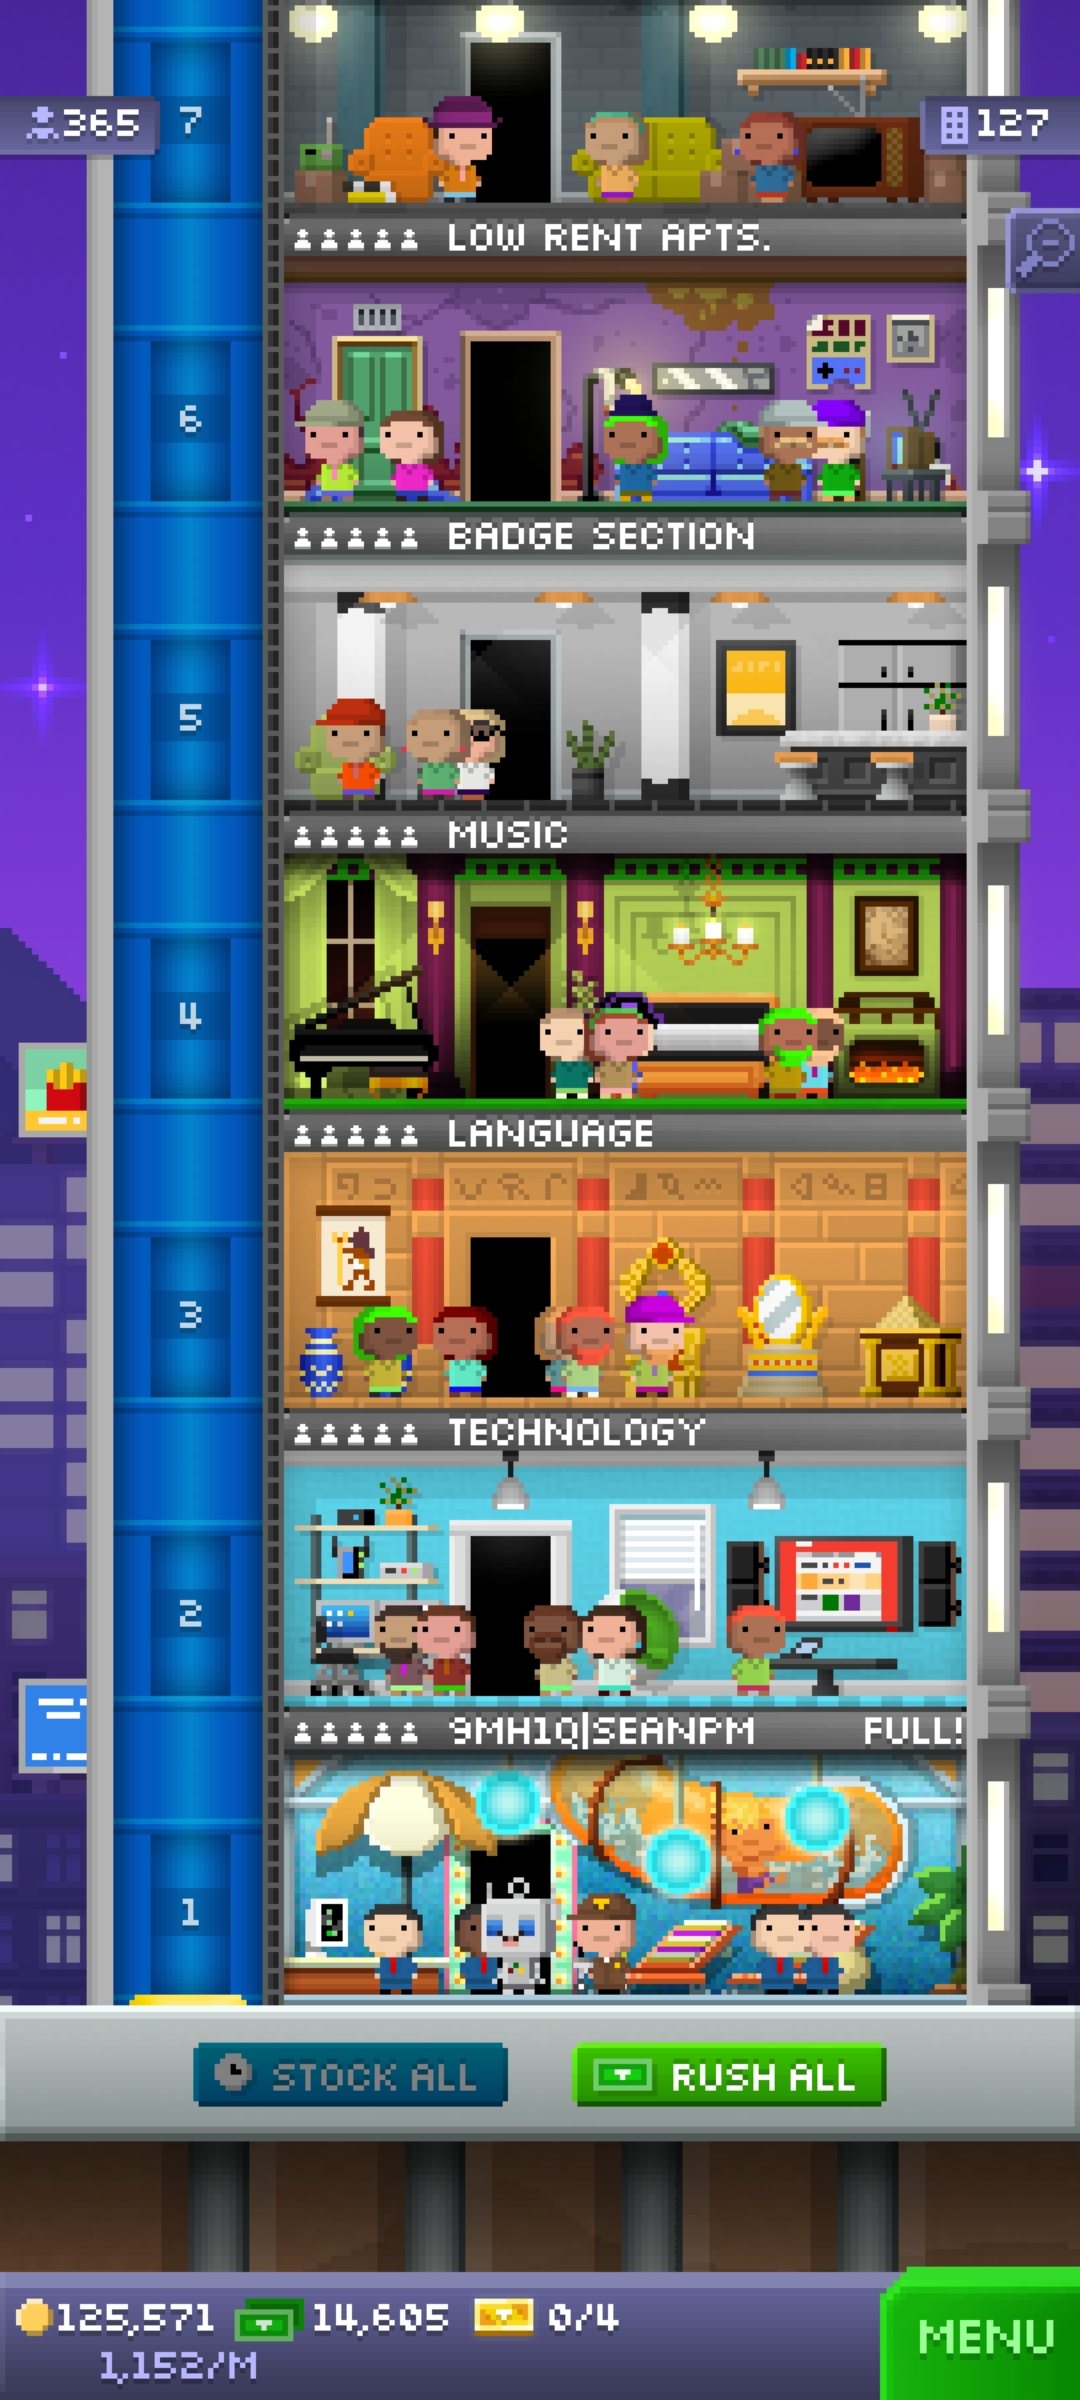 365
7
127
LOW RENT APTS.
6
BADGE SECTION
5
MUSIC
4
LANGUAGE
3
TECHNOLOGY
2
9MH1Q|SEANPM FULL!
1
STOCK ALL
RUSH ALL
125,571 14,605 0/4
1,152/M
MENU